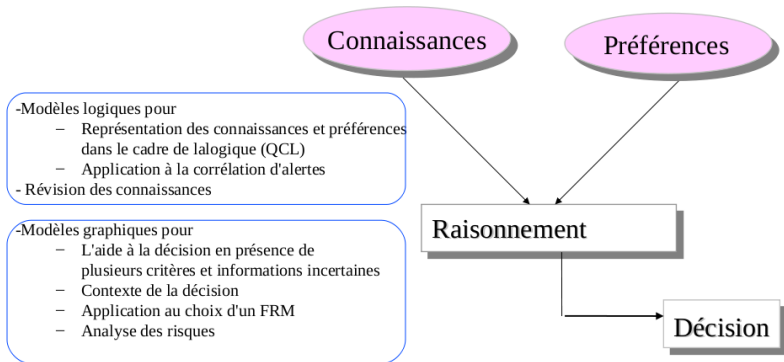 Connaissances
Préférences
-Modèles logiques pour
– Représentation des connaissances et préférences
dans le cadre de lalogique (QCL)
– Application à la corrélation d'alertes
- Révision des connaissances
-Modèles graphiques pour
– L'aide à la décision en présence de
plusieurs critères et informations incertaines
– Contexte de la décision
– Application au choix d'un FRM
– Analyse des risques
Raisonnement
Décision